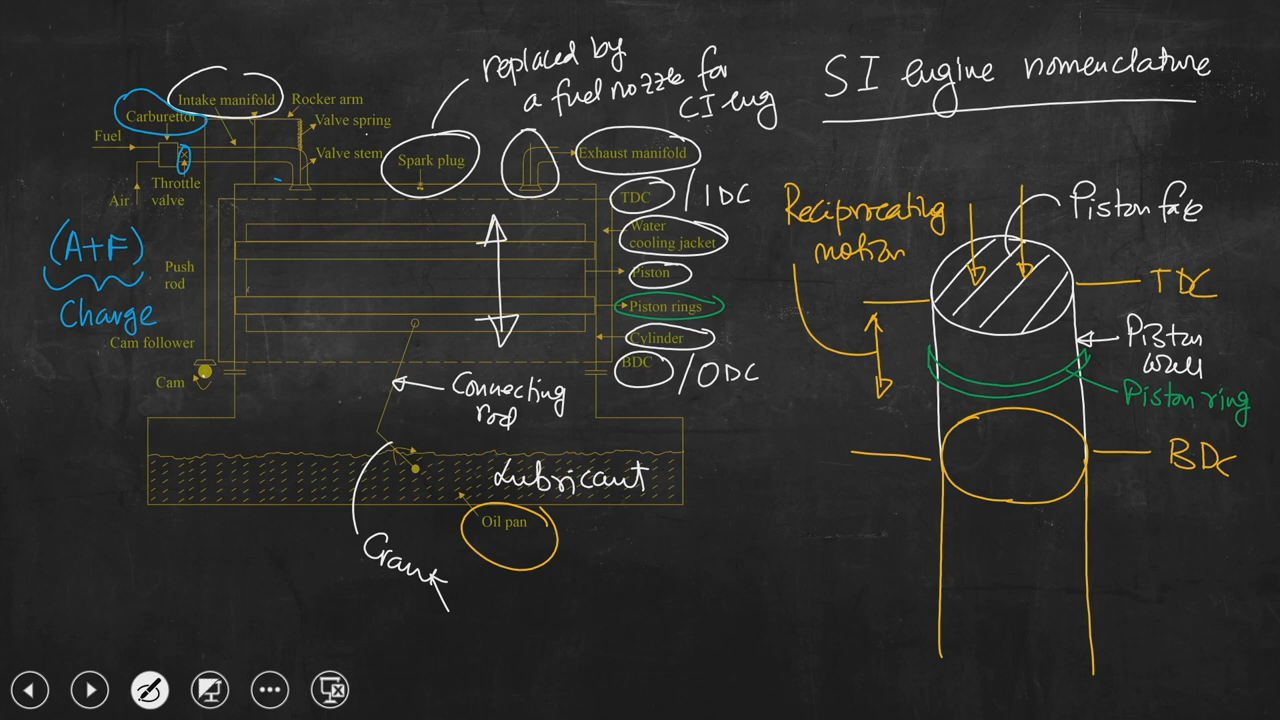 SI engine nomenclature
replaced by
a fuel nozzle for
CI eng
Intake manifold
Rocker arm
Carburettor
Valve spring
Fuel
Valve stem
Spark plug
Exhaust manifold
Throttle
valve
Air
TDC / IDC
Water
cooling jacket
(A+F)
Charge
Push
rod
Piston
Piston rings
Cylinder
Cam follower
BDC / ODC
Cam
Connecting
rod
Lubricant
Oil pan
Crank
Reciprocating
motion
Piston face
TDC
Piston
wall
Piston ring
BDC